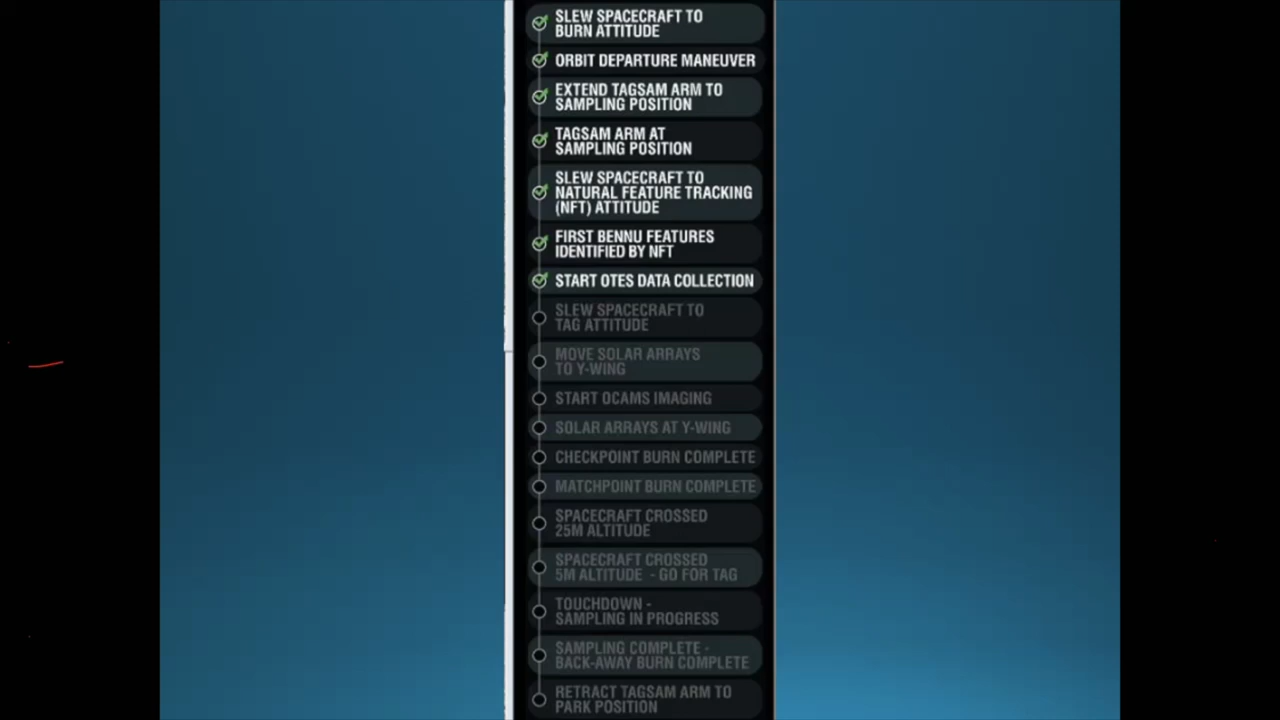 SLEW SPACECRAFT TO
BURN ATTITUDE
ORBIT DEPARTURE MANEUVER
EXTEND TAGSAM ARM TO
SAMPLING POSITION
TAGSAM ARM AT
SAMPLING POSITION
SLEW SPACECRAFT TO
NATURAL FEATURE TRACKING
(NFT) ATTITUDE
FIRST BENNU FEATURES
IDENTIFIED BY NFT
START OTES DATA COLLECTION
SLEW SPACECRAFT TO
TAG ATTITUDE
MOVE SOLAR ARRAYS
TO Y-WING
START OCAMS IMAGING
SOLAR ARRAYS AT Y-WING
CHECKPOINT BURN COMPLETE
MATCHPOINT BURN COMPLETE
SPACECRAFT CROSSED
25M ALTITUDE
SPACECRAFT CROSSED
5M ALTITUDE - GO FOR TAG
TOUCHDOWN -
SAMPLING IN PROGRESS
SAMPLING COMPLETE -
BACK-AWAY BURN COMPLETE
RETRACT TAGSAM ARM TO
PARK POSITION